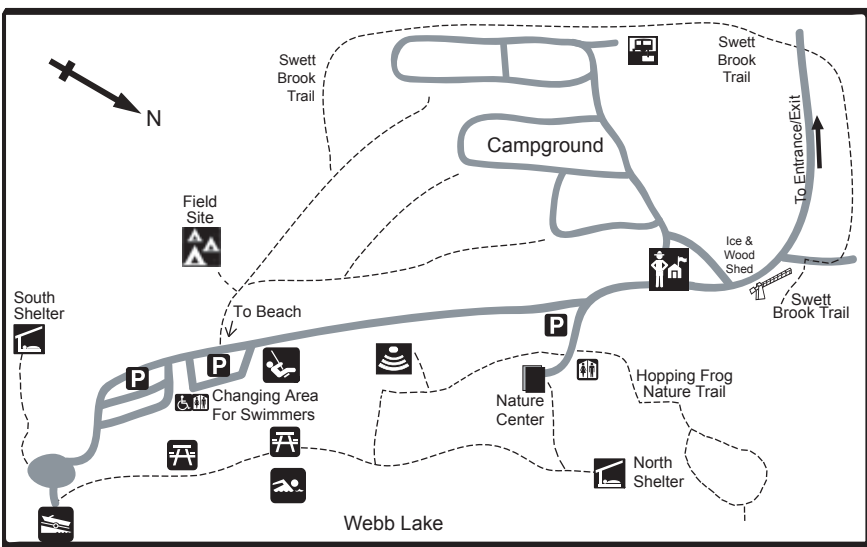 N
Swett
Brook
Trail
Swett
Brook
Trail
Campground
To Entrance/Exit
Field
Site
Ice &
Wood
Shed
South
Shelter
To Beach
Swett
Brook Trail
P
P
P
Changing Area
For Swimmers
Nature
Center
Hopping Frog
Nature Trail
North
Shelter
Webb Lake